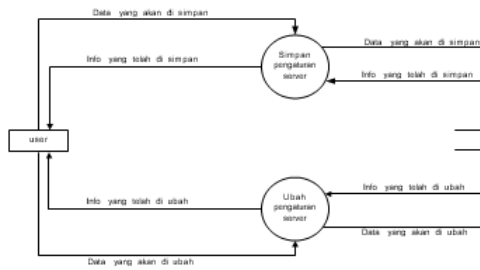 Data yang akan di simpan
Simpan
pengaturan
server
Data yang akan di simpan
Info yang telah di simpan
Info yang telah di simpan
user
Info yang telah di ubah
Ubah
pengaturan
server
Info yang telah di ubah
Data yang akan di ubah
Data yang akan di ubah